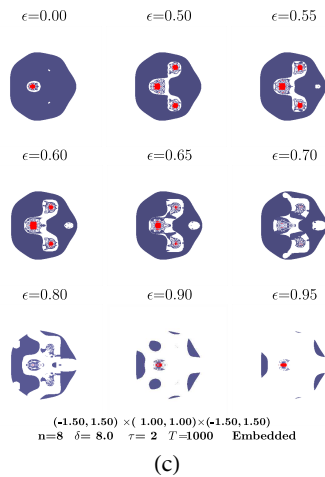 ϵ=0.00 ϵ=0.50 ϵ=0.55
ϵ=0.60 ϵ=0.65 ϵ=0.70
ϵ=0.80 ϵ=0.90 ϵ=0.95
(-1.50, 1.50) ×( 1.00, 1.00)×(-1.50, 1.50)
n=8 δ= 8.0 τ= 2 T=1000 Embedded
(c)